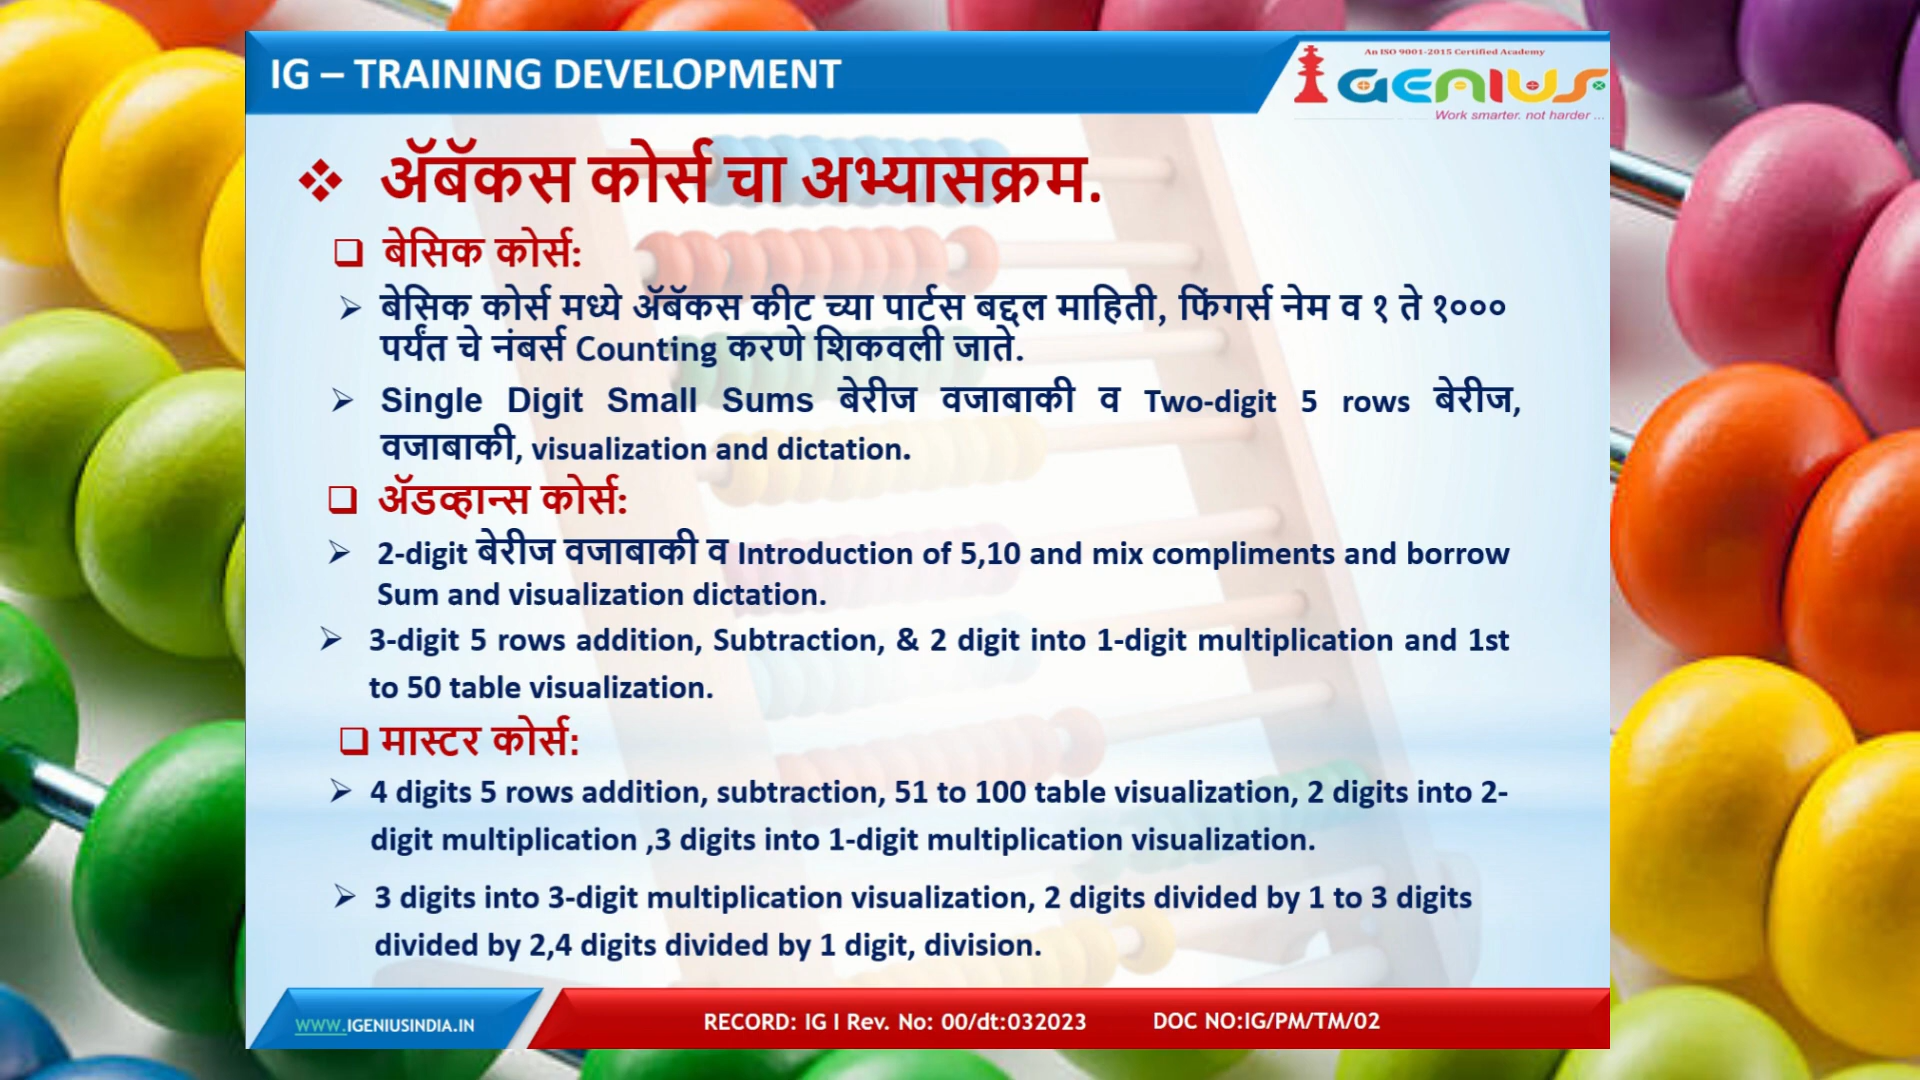 IG – TRAINING DEVELOPMENT
An ISO 9001-2015 Certified Academy
IGENIUS
Work smarter. not harder ...
❖ ॲबॅकस कोर्स चा अभ्यासक्रम.
❑ बेसिक कोर्स:
➢ बेसिक कोर्स मध्ये ॲबॅकस कीट च्या पार्टस बद्दल माहिती, फिंगर्स नेम व १ ते १०००
पर्यंत चे नंबर्स Counting करणे शिकवली जाते.
➢ Single Digit Small Sums बेरीज वजाबाकी व Two-digit 5 rows बेरीज,
वजाबाकी, visualization and dictation.
❑ ॲडव्हान्स कोर्स:
➢ 2-digit बेरीज वजाबाकी व Introduction of 5,10 and mix compliments and borrow
Sum and visualization dictation.
➢ 3-digit 5 rows addition, Subtraction, & 2 digit into 1-digit multiplication and 1st
to 50 table visualization.
❑ मास्टर कोर्स:
➢ 4 digits 5 rows addition, subtraction, 51 to 100 table visualization, 2 digits into 2-
digit multiplication ,3 digits into 1-digit multiplication visualization.
➢ 3 digits into 3-digit multiplication visualization, 2 digits divided by 1 to 3 digits
divided by 2,4 digits divided by 1 digit, division.
WWW.IGENIUSINDIA.IN
RECORD: IG I Rev. No: 00/dt:032023 DOC NO:IG/PM/TM/02